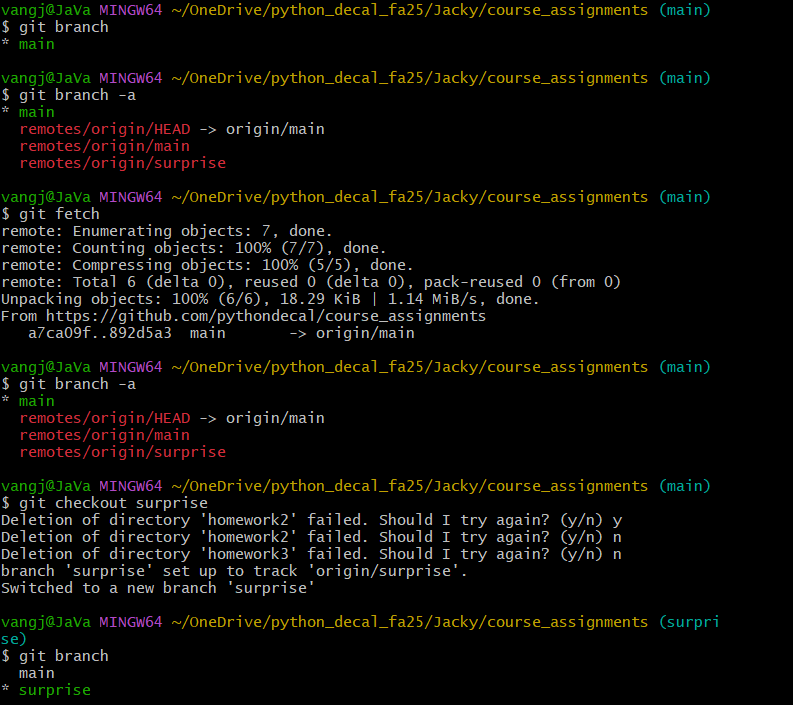 vangj@JaVa MINGW64 ~/OneDrive/python_decal_fa25/Jacky/course_assignments (main)
$ git branch
* main
vangj@JaVa MINGW64 ~/OneDrive/python_decal_fa25/Jacky/course_assignments (main)
$ git branch -a
* main
  remotes/origin/HEAD -> origin/main
  remotes/origin/main
  remotes/origin/surprise
vangj@JaVa MINGW64 ~/OneDrive/python_decal_fa25/Jacky/course_assignments (main)
$ git fetch
remote: Enumerating objects: 7, done.
remote: Counting objects: 100% (7/7), done.
remote: Compressing objects: 100% (5/5), done.
remote: Total 6 (delta 0), reused 0 (delta 0), pack-reused 0 (from 0)
Unpacking objects: 100% (6/6), 18.29 KiB | 1.14 MiB/s, done.
From https://github.com/pythondecal/course_assignments
   a7ca09f..892d5a3  main       -> origin/main
vangj@JaVa MINGW64 ~/OneDrive/python_decal_fa25/Jacky/course_assignments (main)
$ git branch -a
* main
  remotes/origin/HEAD -> origin/main
  remotes/origin/main
  remotes/origin/surprise
vangj@JaVa MINGW64 ~/OneDrive/python_decal_fa25/Jacky/course_assignments (main)
$ git checkout surprise
Deletion of directory 'homework2' failed. Should I try again? (y/n) y
Deletion of directory 'homework2' failed. Should I try again? (y/n) n
Deletion of directory 'homework3' failed. Should I try again? (y/n) n
branch 'surprise' set up to track 'origin/surprise'.
Switched to a new branch 'surprise'
vangj@JaVa MINGW64 ~/OneDrive/python_decal_fa25/Jacky/course_assignments (surpri
se)
$ git branch
  main
* surprise